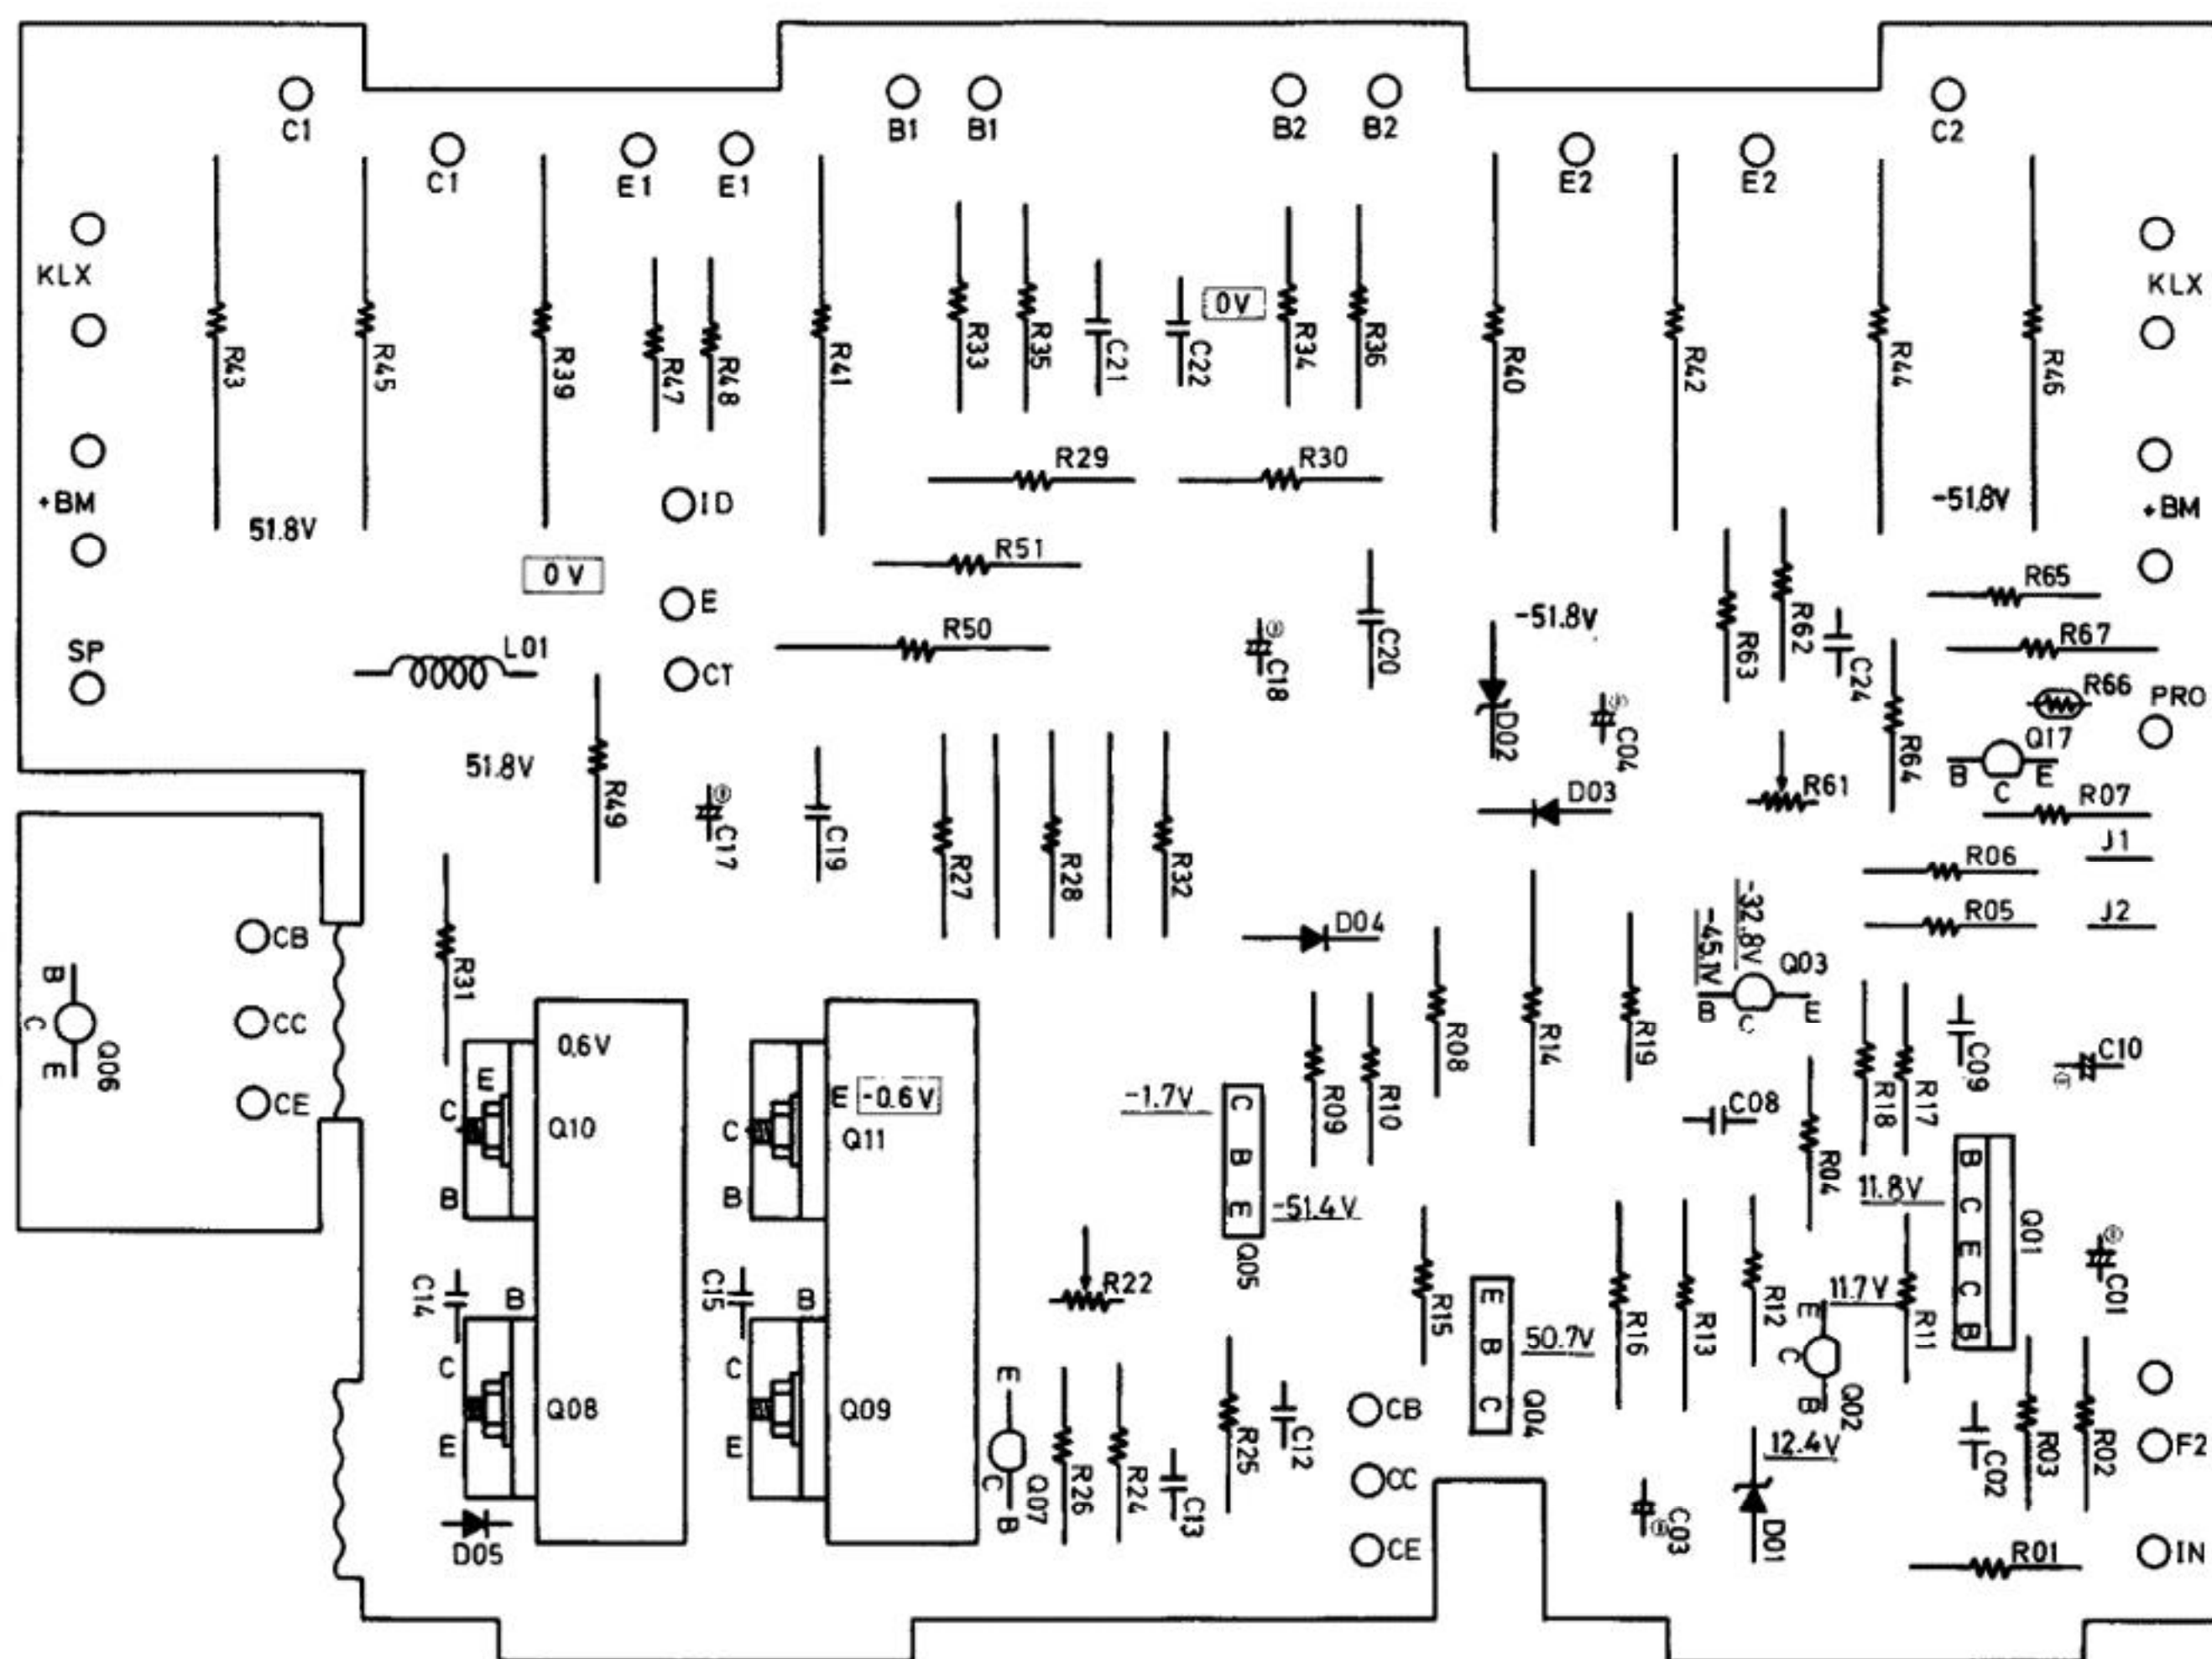 C1
B1
B1
B2
B2
C2
C1
E1
E1
E2
E2
KLX
0V
KLX
R43
R45
R39
R47
R48
R41
R33
R35
C21
C22
R34
R36
R40
R42
R44
R46
R29
R30
+BM
51.8V
ID
-51.8V
+BM
R51
0 V
R65
E
-51.8V
R62
R50
R67
SP
L01
C18
C20
R63
C24
CT
R66
PRO
D02
C04
Q17
51.8V
R64
B
E
C
R49
D03
R61
R07
C17
C19
J1
R27
R28
R32
R06
-45.1V
-32.8V
R05
J2
CB
D04
Q03
R31
B
C
E
Q06
CC
B
C
E
0.6V
R08
R14
R19
C09
C10
CE
E
C
Q10
B
E
-0.6V
C
Q11
B
-1.7V
C
B
E
R09
R10
C08
R18
R17
R04
-51.4V
11.8V
B
C
E
C
B
Q01
Q05
C14
B
C15
B
R22
R15
E
B
C
R16
R13
R12
11.7V
R11
C01
E
C
B
50.7V
C
Q08
E
C
Q09
E
E
C
B
Q07
R26
R24
C13
R25
C12
CB
Q04
Q02
12.4V
C02
R03
R02
F2
CC
C03
D01
D05
CE
R01
IN